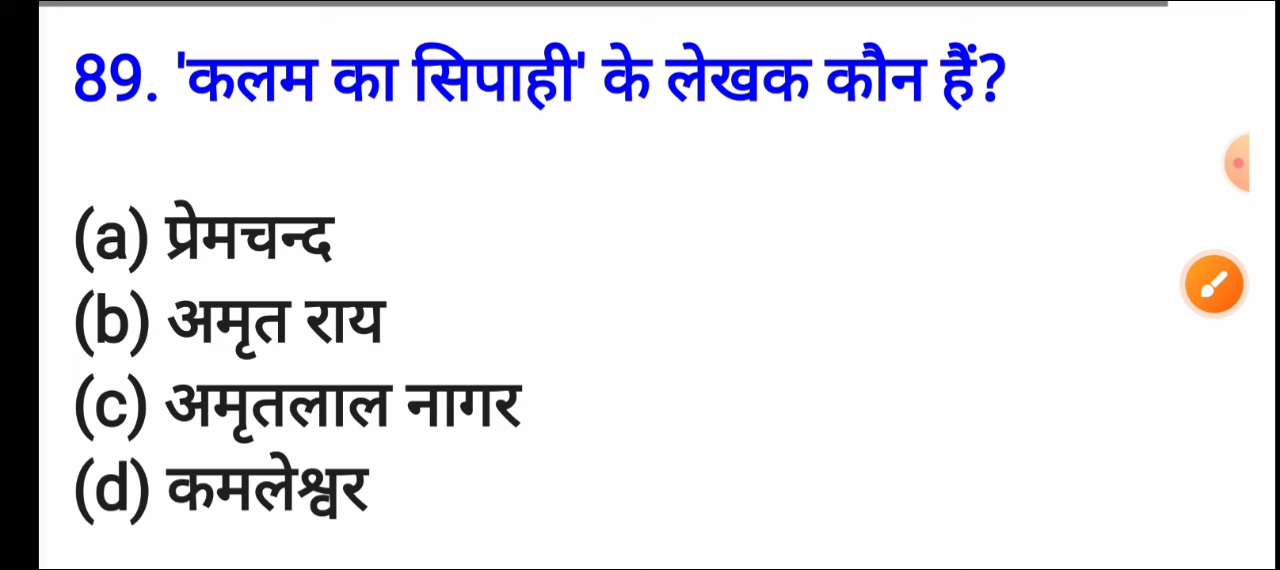 89. 'कलम का सिपाही' के लेखक कौन हैं?
(a) प्रेमचन्द
(b) अमृत राय
(c) अमृतलाल नागर
(d) कमलेश्वर